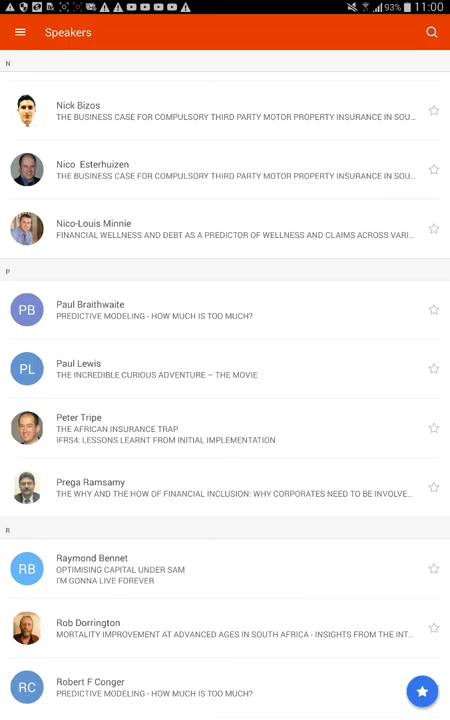 93% 11:00
Speakers
N
Nick Bizos
THE BUSINESS CASE FOR COMPULSORY THIRD PARTY MOTOR PROPERTY INSURANCE IN SOU...
Nico Esterhuizen
THE BUSINESS CASE FOR COMPULSORY THIRD PARTY MOTOR PROPERTY INSURANCE IN SOU...
Nico-Louis Minnie
FINANCIAL WELLNESS AND DEBT AS A PREDICTOR OF WELLNESS AND CLAIMS ACROSS VARI...
P
PB
Paul Braithwaite
PREDICTIVE MODELING - HOW MUCH IS TOO MUCH?
PL
Paul Lewis
THE INCREDIBLE CURIOUS ADVENTURE – THE MOVIE
Peter Tripe
THE AFRICAN INSURANCE TRAP
IFRS4: LESSONS LEARNT FROM INITIAL IMPLEMENTATION
Prega Ramsamy
THE WHY AND THE HOW OF FINANCIAL INCLUSION: WHY CORPORATES NEED TO BE INVOLVE...
R
RB
Raymond Bennet
OPTIMISING CAPITAL UNDER SAM
I'M GONNA LIVE FOREVER
Rob Dorrington
MORTALITY IMPROVEMENT AT ADVANCED AGES IN SOUTH AFRICA - INSIGHTS FROM THE INT...
RC
Robert F Conger
PREDICTIVE MODELING - HOW MUCH IS TOO MUCH?